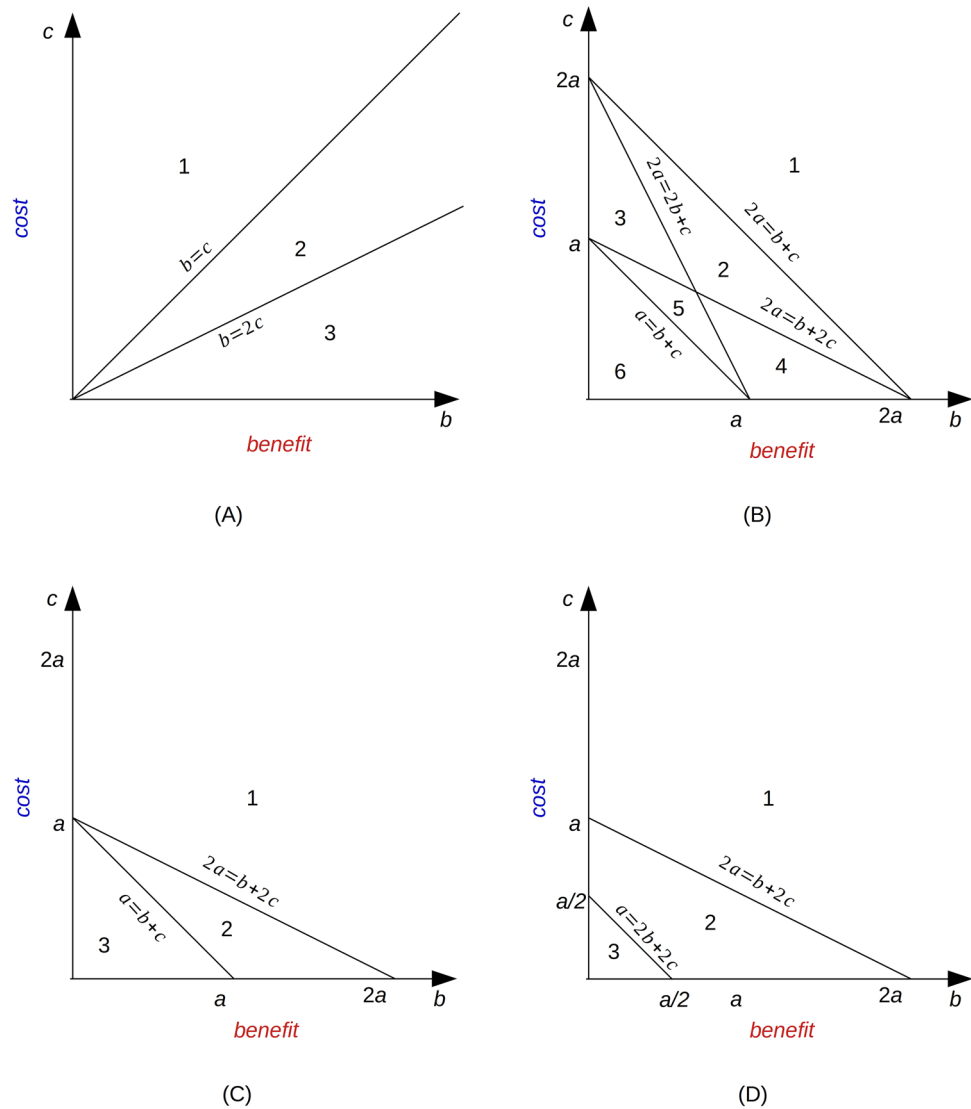 c
1
cost
b=c
2
b=2c
3
b
benefit
(A)
c
2a
1
2a=2b+c
cost
3
2a=b+c
a
2
5
2a=b+2c
a=b+c
6
4
a
2a
b
benefit
(B)
c
2a
cost
1
a
2a=b+2c
a=b+c
2
3
a
2a
b
benefit
(C)
c
2a
cost
1
a
2a=b+2c
a/2
2
a=2b+2c
3
a/2
a
2a
b
benefit
(D)